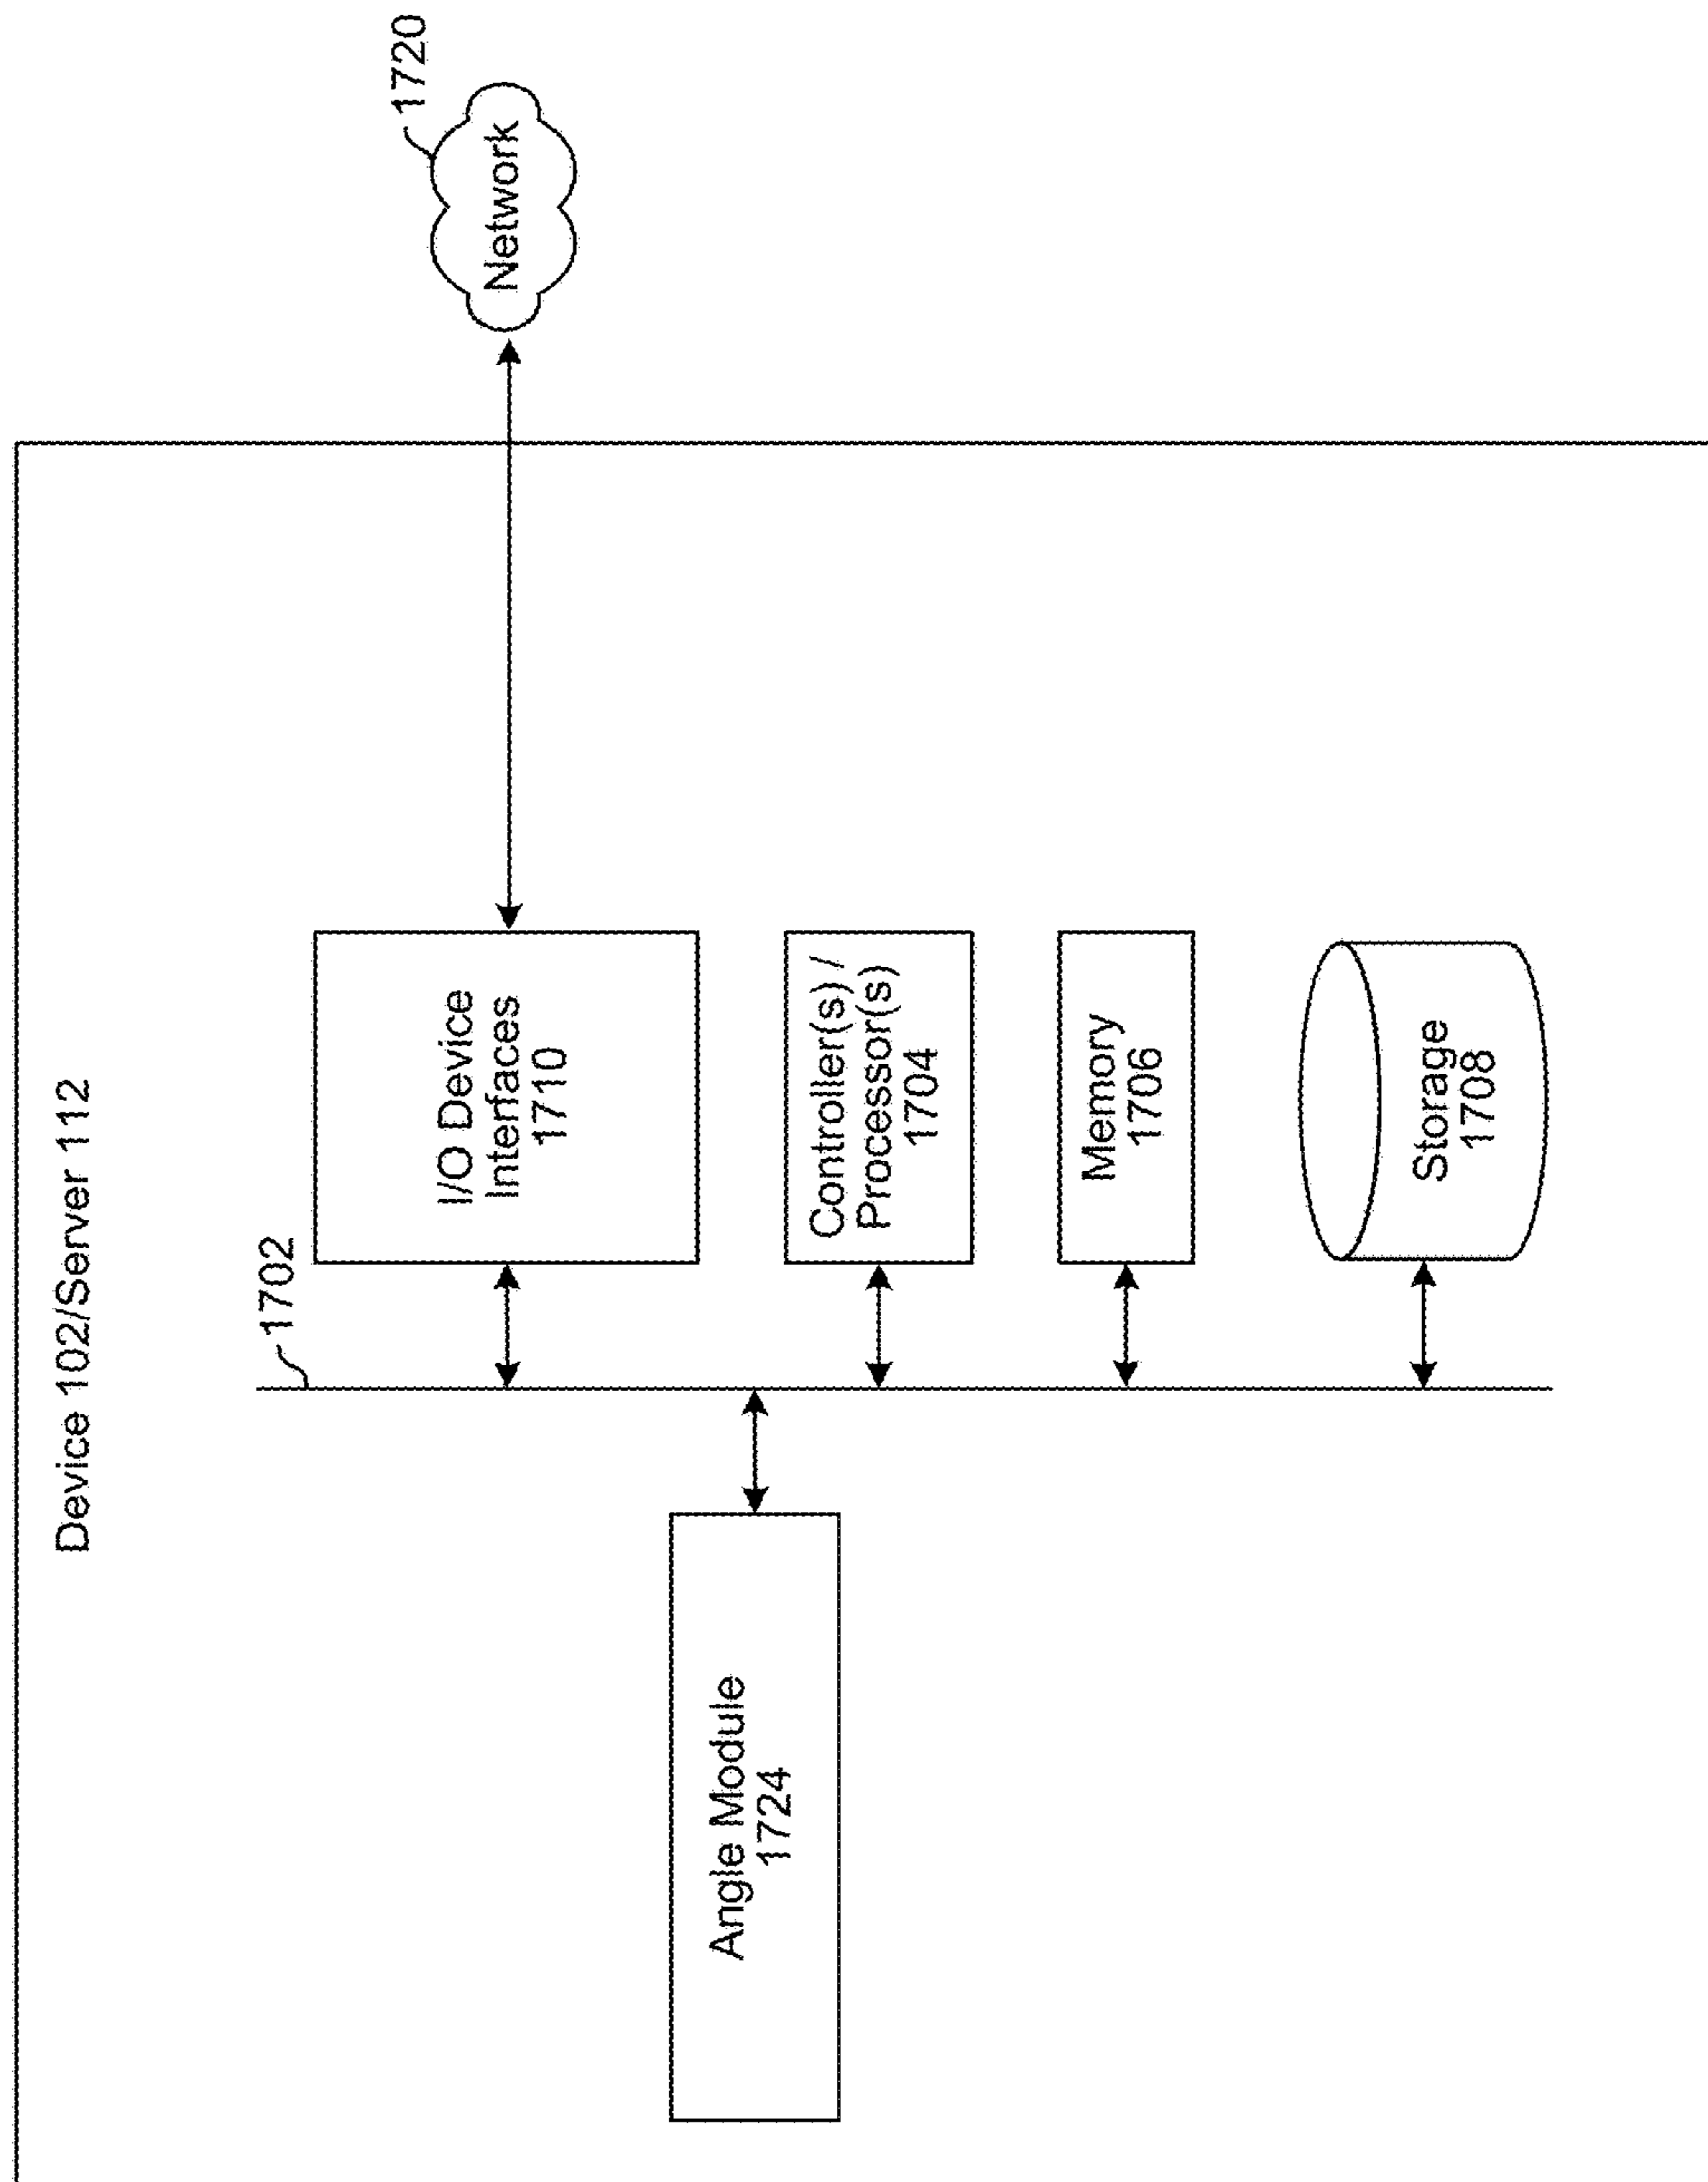 Device 102/Server 112
1702
1720
Network
I/O Device
Interfaces
1710
Angle Module
1724
Controller(s) /
Processor(s)
1704
Memory
1706
Storage
1708